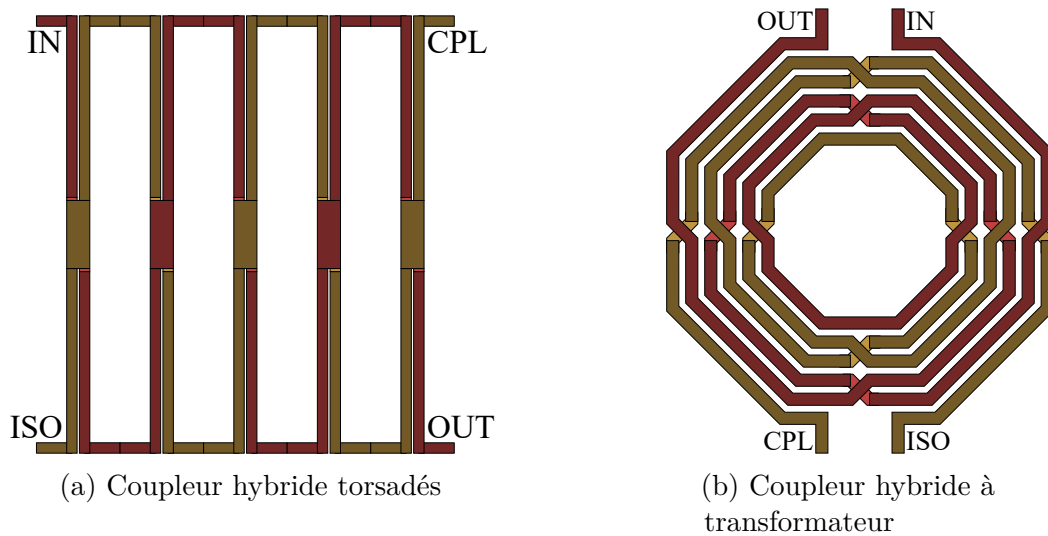 IN
CPL
ISO
OUT
(a) Coupleur hybride torsadés
OUT
IN
CPL
ISO
(b) Coupleur hybride à
transformateur